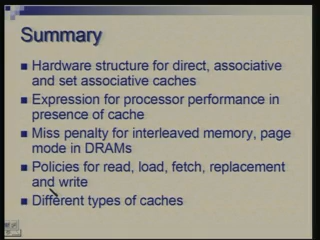 Summary
Hardware structure for direct, associative
and set associative caches
Expression for processor performance in
presence of cache
Miss penalty for interleaved memory, page
mode in DRAMs
Policies for read, load, fetch, replacement
and write
Different types of caches